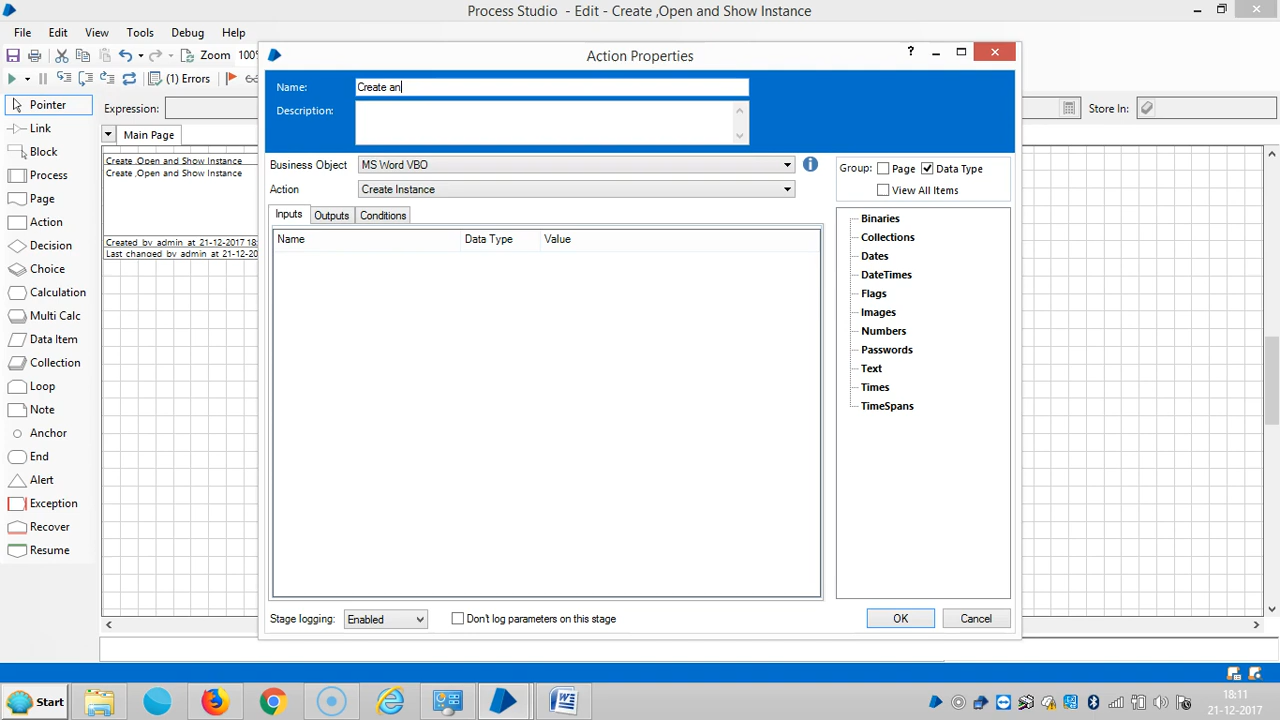 Process Studio - Edit - Create ,Open and Show Instance
File Edit View Tools Debug Help
Zoom 100%
Action Properties
?
(1) Errors
Name: Create an
Description:
Pointer
Link
Block
Process
Page
Action
Decision
Choice
Calculation
Multi Calc
Data Item
Collection
Loop
Note
Anchor
End
Alert
Exception
Recover
Resume
Expression:
Store In:
Main Page
Create ,Open and Show Instance
Create ,Open and Show Instance
Created by admin at 21-12-2017 18:
Last changed by admin at 21-12-20
Business Object MS Word VBO
Action Create Instance
Group: Page Data Type
View All Items
Inputs Outputs Conditions
Name Data Type Value
Binaries
Collections
Dates
DateTimes
Flags
Images
Numbers
Passwords
Text
Times
TimeSpans
Stage logging: Enabled Don't log parameters on this stage
OK Cancel
Start
18:11
21-12-2017